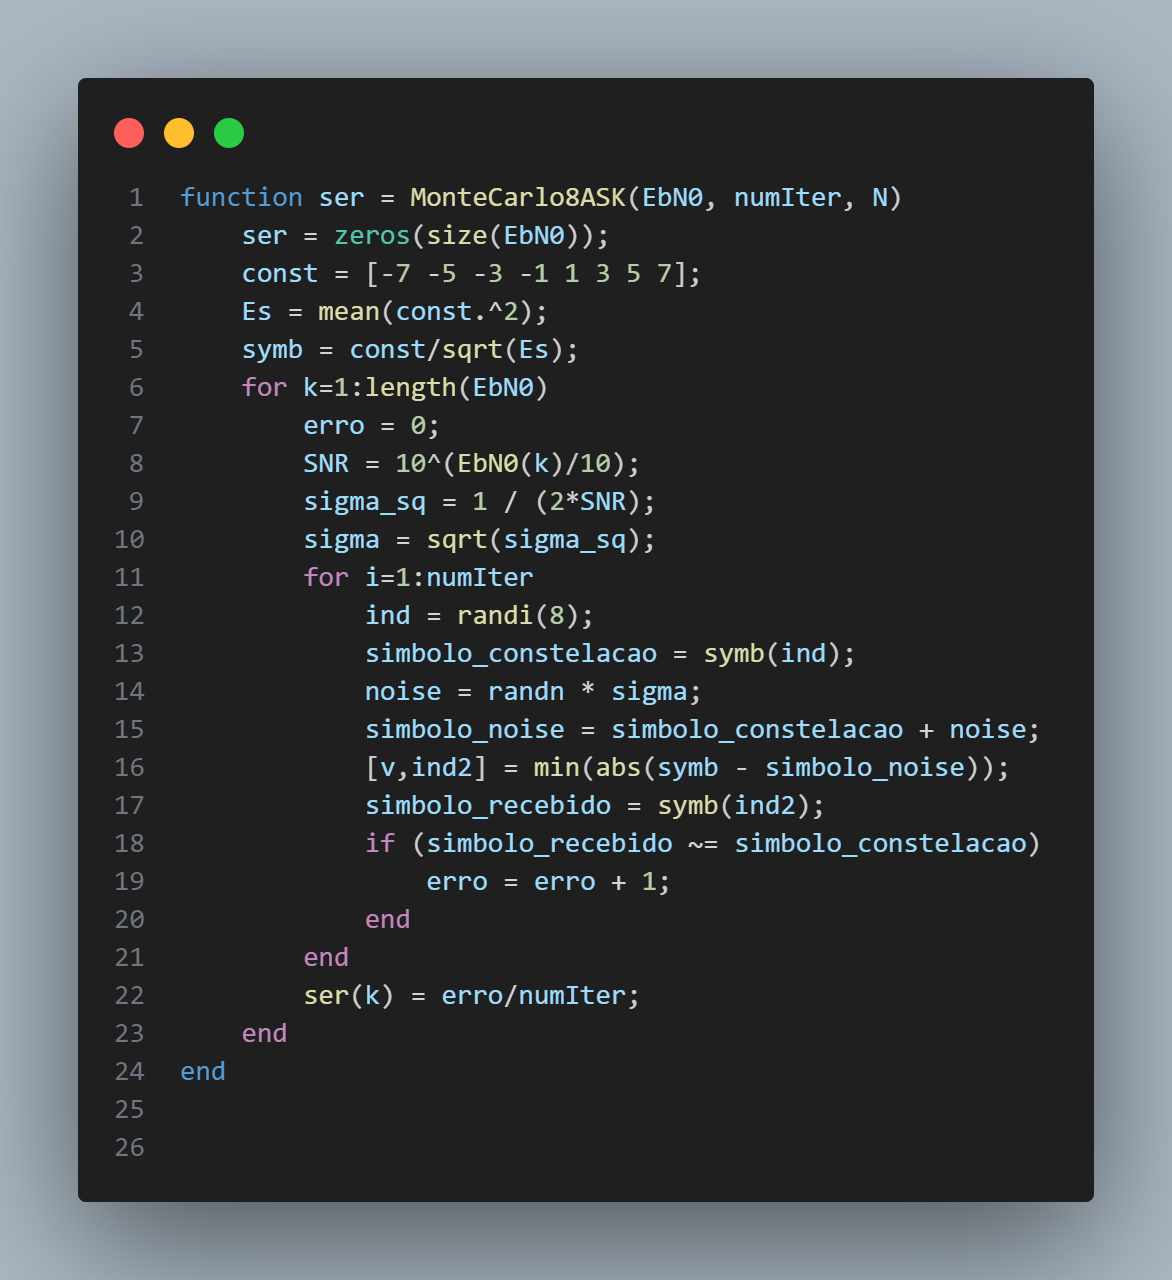 1 function ser = MonteCarlo8ASK(EbN0, numIter, N)
2     ser = zeros(size(EbN0));
3     const = [-7 -5 -3 -1 1 3 5 7];
4     Es = mean(const.^2);
5     symb = const/sqrt(Es);
6     for k=1:length(EbN0)
7         erro = 0;
8         SNR = 10^(EbN0(k)/10);
9         sigma_sq = 1 / (2*SNR);
10         sigma = sqrt(sigma_sq);
11         for i=1:numIter
12             ind = randi(8);
13             simbolo_constelacao = symb(ind);
14             noise = randn * sigma;
15             simbolo_noise = simbolo_constelacao + noise;
16             [v,ind2] = min(abs(symb - simbolo_noise));
17             simbolo_recebido = symb(ind2);
18             if (simbolo_recebido ~= simbolo_constelacao)
19                 erro = erro + 1;
20             end
21         end
22         ser(k) = erro/numIter;
23     end
24 end
25
26